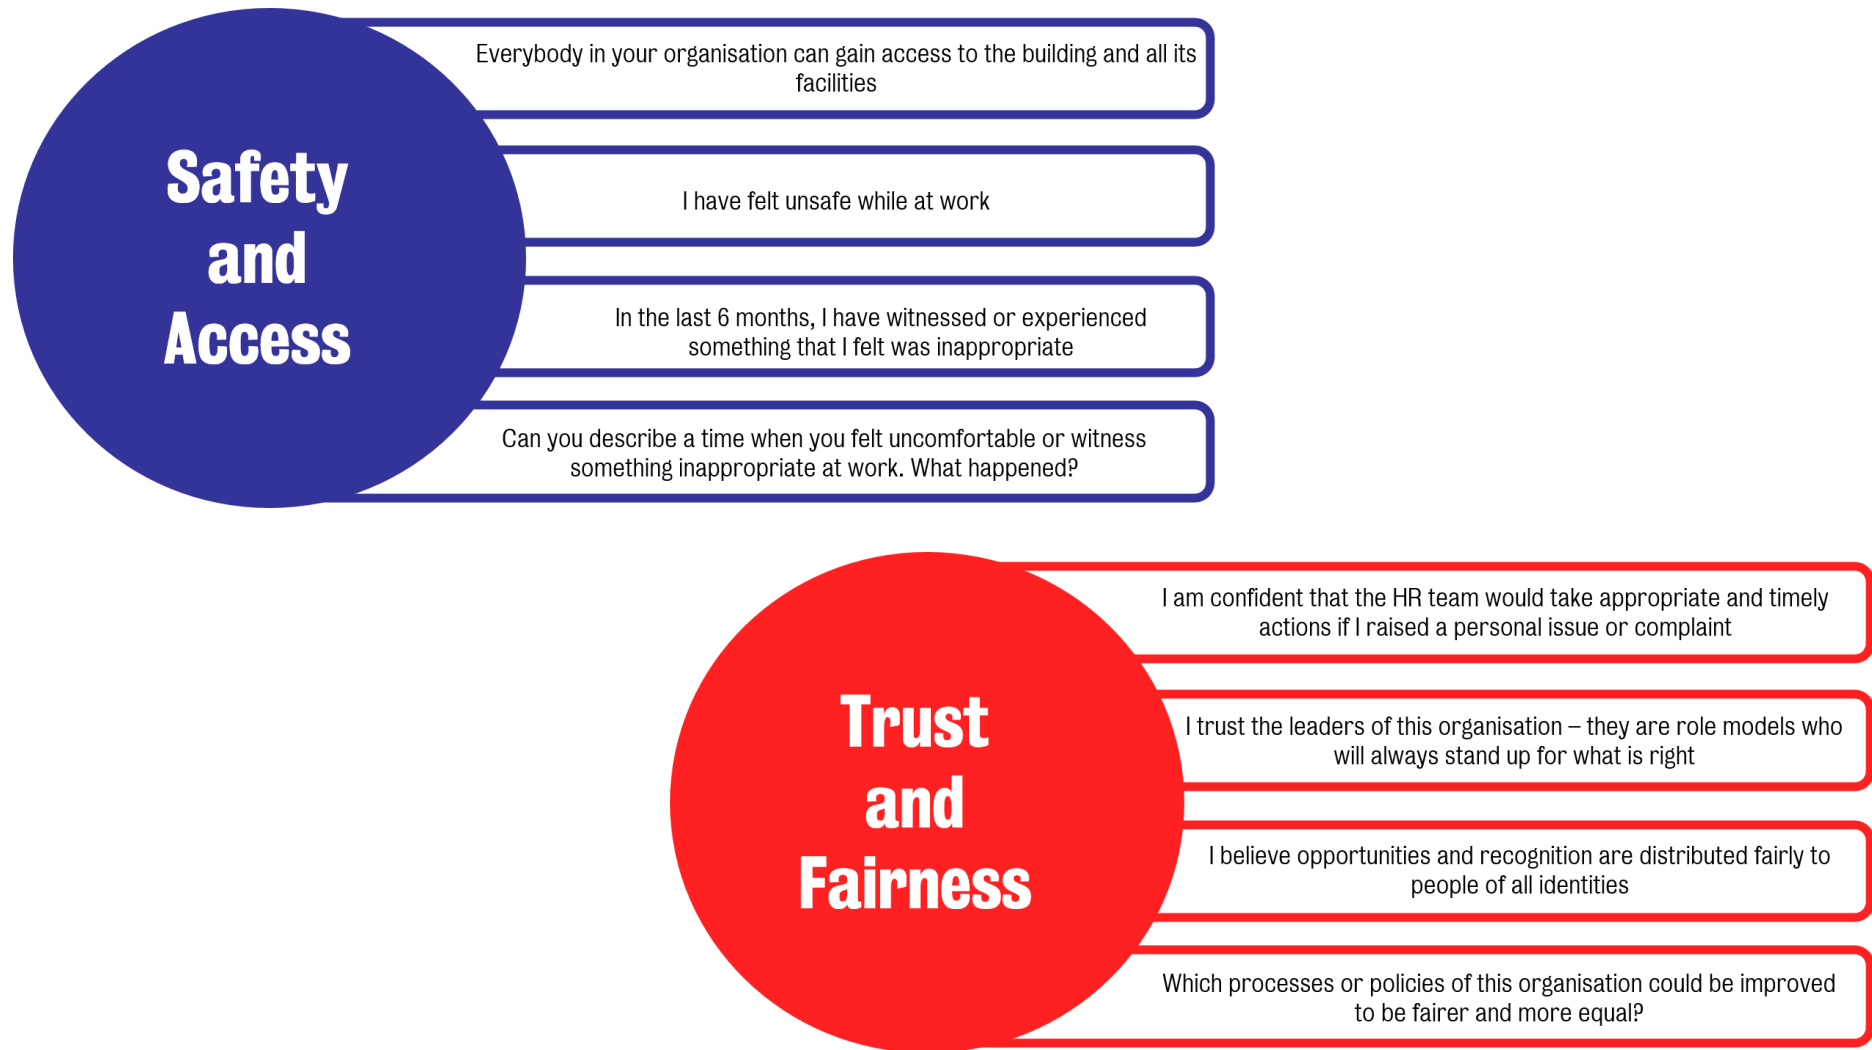 Safety
and
Access
Everybody in your organisation can gain access to the building and all its
facilities
I have felt unsafe while at work
In the last 6 months, I have witnessed or experienced
something that I felt was inappropriate
Can you describe a time when you felt uncomfortable or witness
something inappropriate at work. What happened?
Trust
and
Fairness
I am confident that the HR team would take appropriate and timely
actions if I raised a personal issue or complaint
I trust the leaders of this organisation – they are role models who
will always stand up for what is right
I believe opportunities and recognition are distributed fairly to
people of all identities
Which processes or policies of this organisation could be improved
to be fairer and more equal?